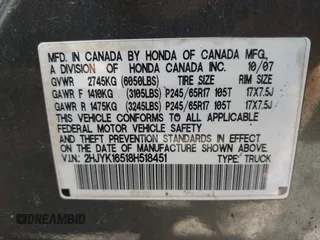 MFD. IN CANADA BY HONDA OF CANADA MFG.,
A DIVISION OF HONDA CANADA INC. 10/07
GVWR 2745KG (6050LBS) TIRE SIZE RIM SIZE
GAWR F 1410KG (3105LBS) P245/65R17 105T 17X7.5J
GAWR R 1475KG (3245LBS) P245/65R17 105T 17X7.5J
THIS VEHICLE CONFORMS TO ALL APPLICABLE
FEDERAL MOTOR VEHICLE SAFETY
AND THEFT PREVENTION STANDARDS IN EFFECT
ON THE DATE OF MANUFACTURE SHOWN ABOVE.
V.I.N: 2HJYK16518H518451 TYPE: TRUCK
DREAMBID